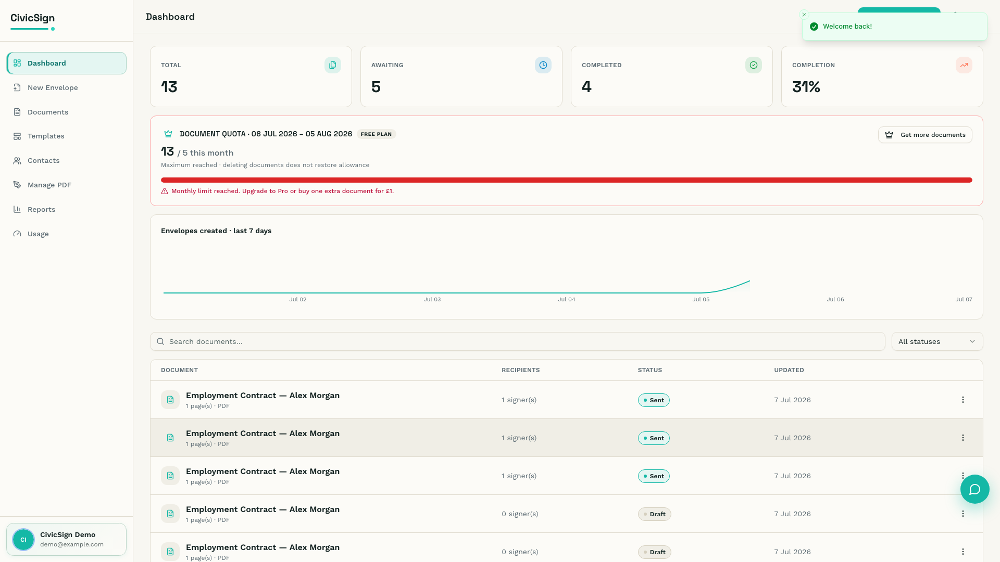 CivicSign
Dashboard
Welcome back!
Dashboard
New Envelope
Documents
Templates
Contacts
Manage PDF
Reports
Usage
TOTAL
13
AWAITING
5
COMPLETED
4
COMPLETION
31%
DOCUMENT QUOTA · 06 JUL 2026 – 05 AUG 2026 FREE PLAN
Get more documents
13 / 5 this month
Maximum reached · deleting documents does not restore allowance
Monthly limit reached. Upgrade to Pro or buy one extra document for £1.
Envelopes created · last 7 days
Jul 02 Jul 03 Jul 04 Jul 05 Jul 06 Jul 07
Search documents...
All statuses
DOCUMENT RECIPIENTS STATUS UPDATED
Employment Contract — Alex Morgan
1 page(s) · PDF
1 signer(s) Sent 7 Jul 2026
Employment Contract — Alex Morgan
1 page(s) · PDF
1 signer(s) Sent 7 Jul 2026
Employment Contract — Alex Morgan
1 page(s) · PDF
1 signer(s) Sent 7 Jul 2026
Employment Contract — Alex Morgan
1 page(s) · PDF
0 signer(s) Draft 7 Jul 2026
Employment Contract — Alex Morgan
1 page(s) · PDF
0 signer(s) Draft 7 Jul 2026
CI
CivicSign Demo
demo@example.com